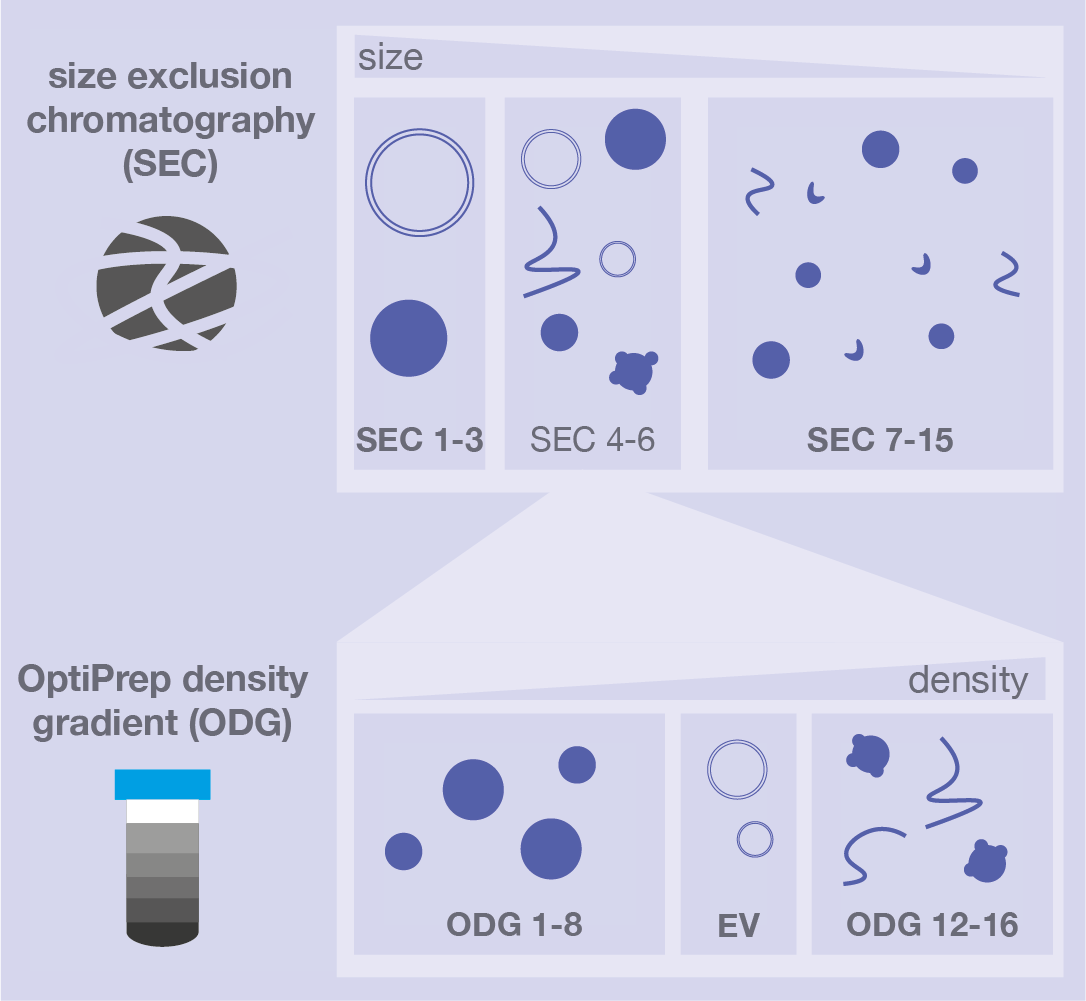 size exclusion
chromatography
(SEC)
size
SEC 1-3
SEC 4-6
SEC 7-15
OptiPrep density
gradient (ODG)
density
ODG 1-8
EV
ODG 12-16